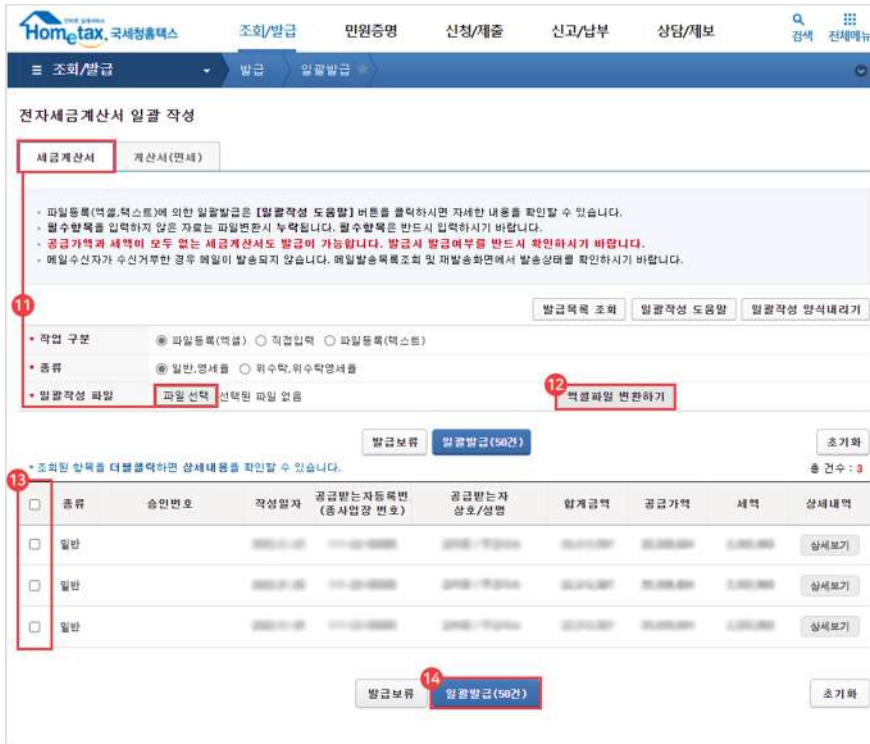 인터넷 납세서비스
Hometax. 국세청홈택스 조회/발급 민원증명 신청/제출 신고/납부 상담/제보 검색 전체메뉴
조회/발급 발급 일괄발급
전자세금계산서 일괄 작성
세금계산서 계산서(면세)
· 파일등록(엑셀,텍스트)에 의한 일괄발급은 [일괄작성 도움말] 버튼을 클릭하시면 자세한 내용을 확인할 수 있습니다.
· 필수항목을 입력하지 않은 자료는 파일변환시 누락됩니다. 필수항목은 반드시 입력하시기 바랍니다.
· 공급가액과 세액이 모두 없는 세금계산서도 발급이 가능합니다. 발급시 발급여부를 반드시 확인하시기 바랍니다.
· 메일수신자가 수신거부한 경우 메일이 발송되지 않습니다. 메일발송목록조회 및 재발송화면에서 발송상태를 확인하시기 바랍니다.
11
발급목록 조회 일괄작성 도움말 일괄작성 양식내리기
* 작업 구분 파일등록(엑셀) 직접입력 파일등록(텍스트)
* 종류 일반,영세율 위수탁,위수탁영세율
12
* 일괄작성 파일 파일 선택 선택된 파일 없음 엑셀파일 변환하기
발급보류 일괄발급(50건) 초기화
* 조회된 항목을 더블클릭하면 상세내용을 확인할 수 있습니다. 총 건수 : 3
13
종류 승인번호 작성일자 공급받는자등록번 (종사업장 번호) 공급받는자 상호/성명 합계금액 공급가액 세액 상세내역
일반 상세보기
일반 상세보기
일반 상세보기
14
발급보류 일괄발급(50건) 초기화